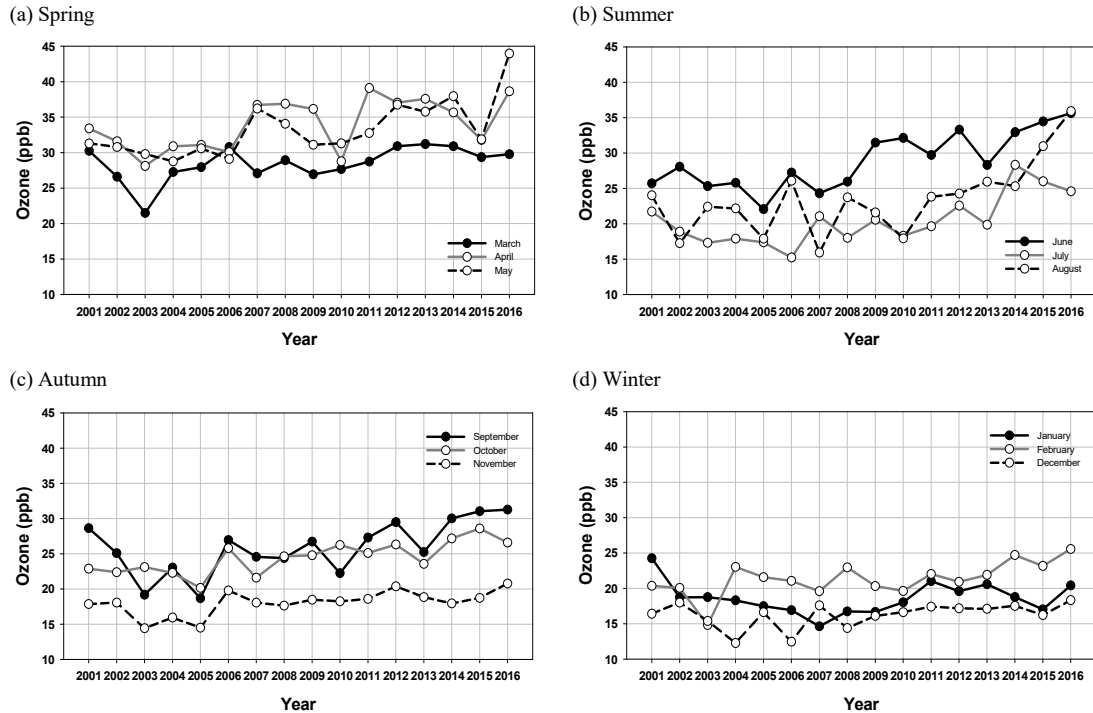 (a) Spring
45
40
35
30
25
20
15
10
Ozone (ppb)
March
April
May
2001 2002 2003 2004 2005 2006 2007 2008 2009 2010 2011 2012 2013 2014 2015 2016
Year
(b) Summer
45
40
35
30
25
20
15
10
Ozone (ppb)
June
July
August
2001 2002 2003 2004 2005 2006 2007 2008 2009 2010 2011 2012 2013 2014 2015 2016
Year
(c) Autumn
45
40
35
30
25
20
15
10
Ozone (ppb)
September
October
November
2001 2002 2003 2004 2005 2006 2007 2008 2009 2010 2011 2012 2013 2014 2015 2016
Year
(d) Winter
45
40
35
30
25
20
15
10
Ozone (ppb)
January
February
December
2001 2002 2003 2004 2005 2006 2007 2008 2009 2010 2011 2012 2013 2014 2015 2016
Year